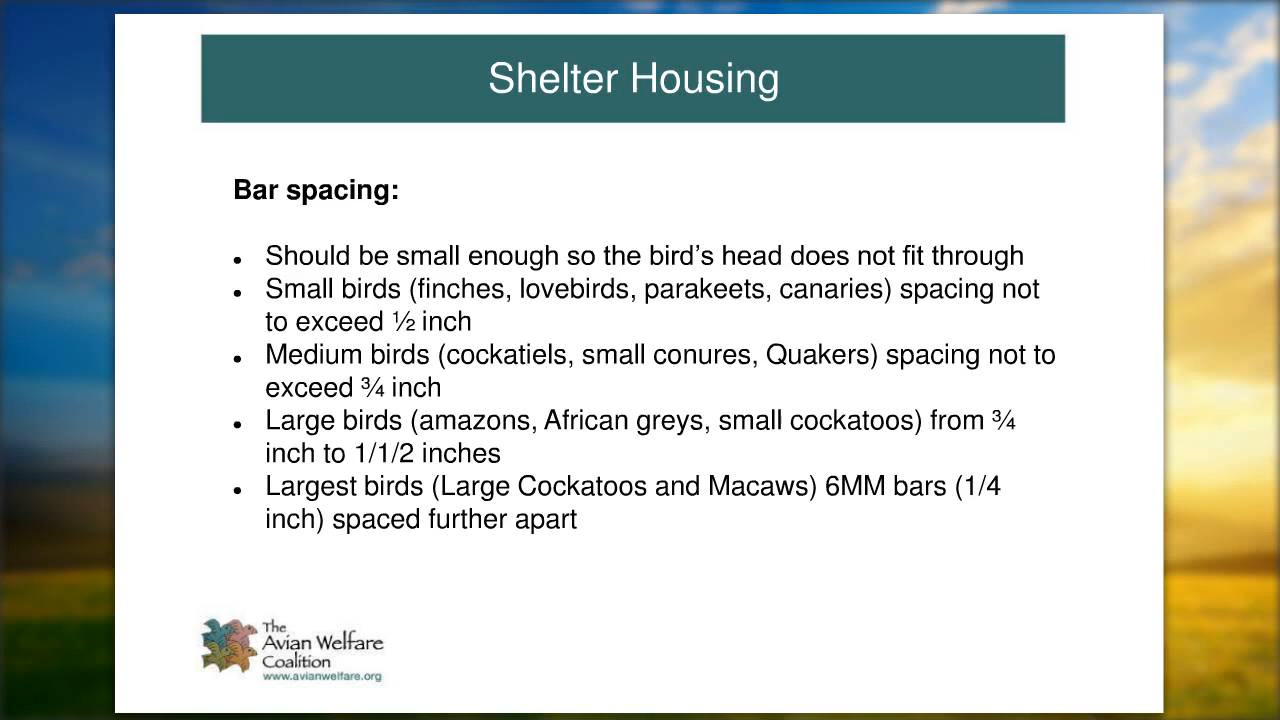 Shelter Housing
Bar spacing:
● Should be small enough so the bird’s head does not fit through
● Small birds (finches, lovebirds, parakeets, canaries) spacing not
to exceed ½ inch
● Medium birds (cockatiels, small conures, Quakers) spacing not to
exceed ¾ inch
● Large birds (amazons, African greys, small cockatoos) from ¾
inch to 1/1/2 inches
● Largest birds (Large Cockatoos and Macaws) 6MM bars (1/4
inch) spaced further apart
The
Avian Welfare
Coalition
www.avianwelfare.org